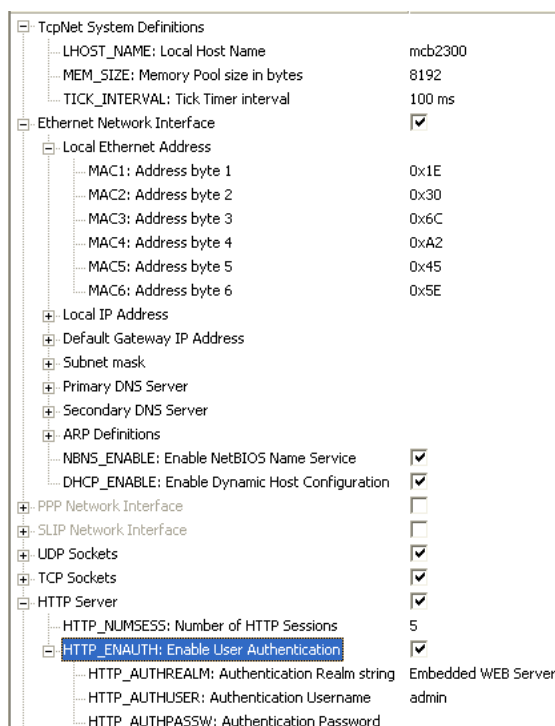 TcpNet System Definitions
LHOST_NAME: Local Host Name mcb2300
MEM_SIZE: Memory Pool size in bytes 8192
TICK_INTERVAL: Tick Timer interval 100 ms
Ethernet Network Interface
Local Ethernet Address
MAC1: Address byte 1 0x1E
MAC2: Address byte 2 0x30
MAC3: Address byte 3 0x6C
MAC4: Address byte 4 0xA2
MAC5: Address byte 5 0x45
MAC6: Address byte 6 0x5E
Local IP Address
Default Gateway IP Address
Subnet mask
Primary DNS Server
Secondary DNS Server
ARP Definitions
NBNS_ENABLE: Enable NetBIOS Name Service
DHCP_ENABLE: Enable Dynamic Host Configuration
PPP Network Interface
SLIP Network Interface
UDP Sockets
TCP Sockets
HTTP Server
HTTP_NUMSESS: Number of HTTP Sessions 5
HTTP_ENAUTH: Enable User Authentication
HTTP_AUTHREALM: Authentication Realm string Embedded WEB Server
HTTP_AUTHUSER: Authentication Username admin
HTTP_AUTHPASSW: Authentication Password